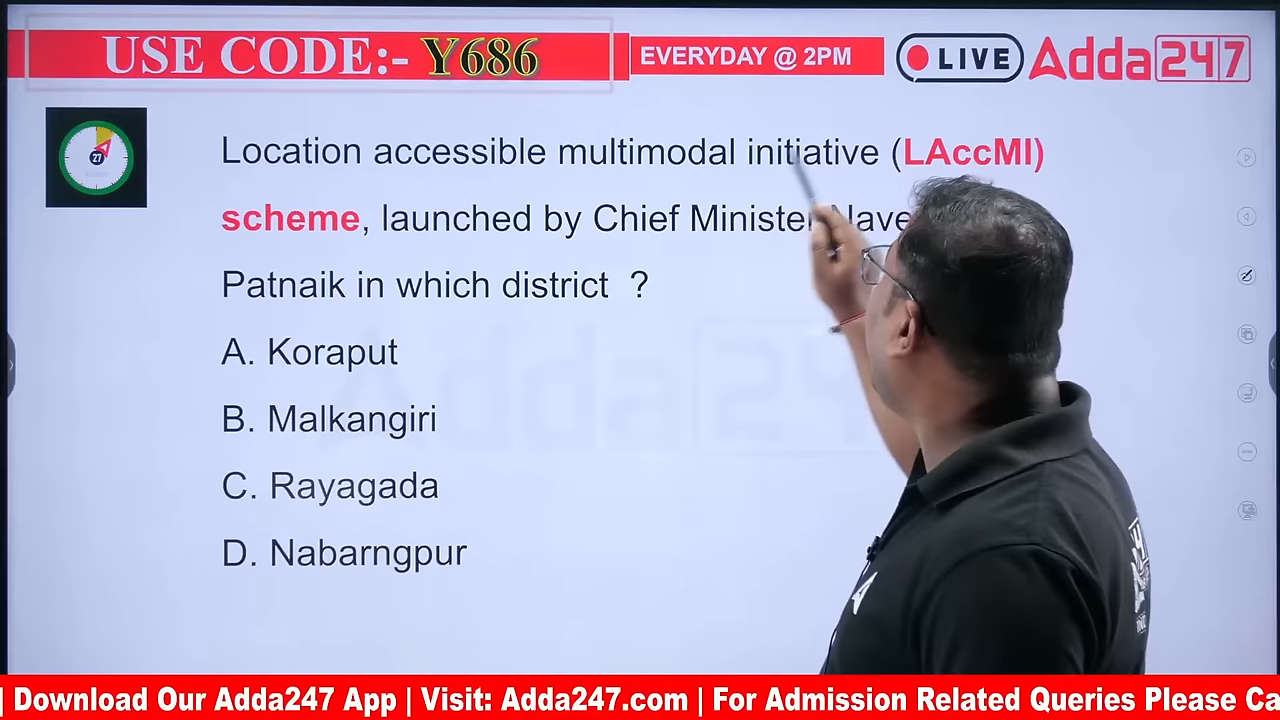 USE CODE:- Y686
EVERYDAY @ 2PM
LIVE
Adda247
27
Location accessible multimodal initiative (LAccMI)
scheme, launched by Chief Minister
Patnaik in which district ?
A. Koraput
B. Malkangiri
C. Rayagada
D. Nabarngpur
| Download Our Adda247 App | Visit: Adda247.com | For Admission Related Queries Please Ca